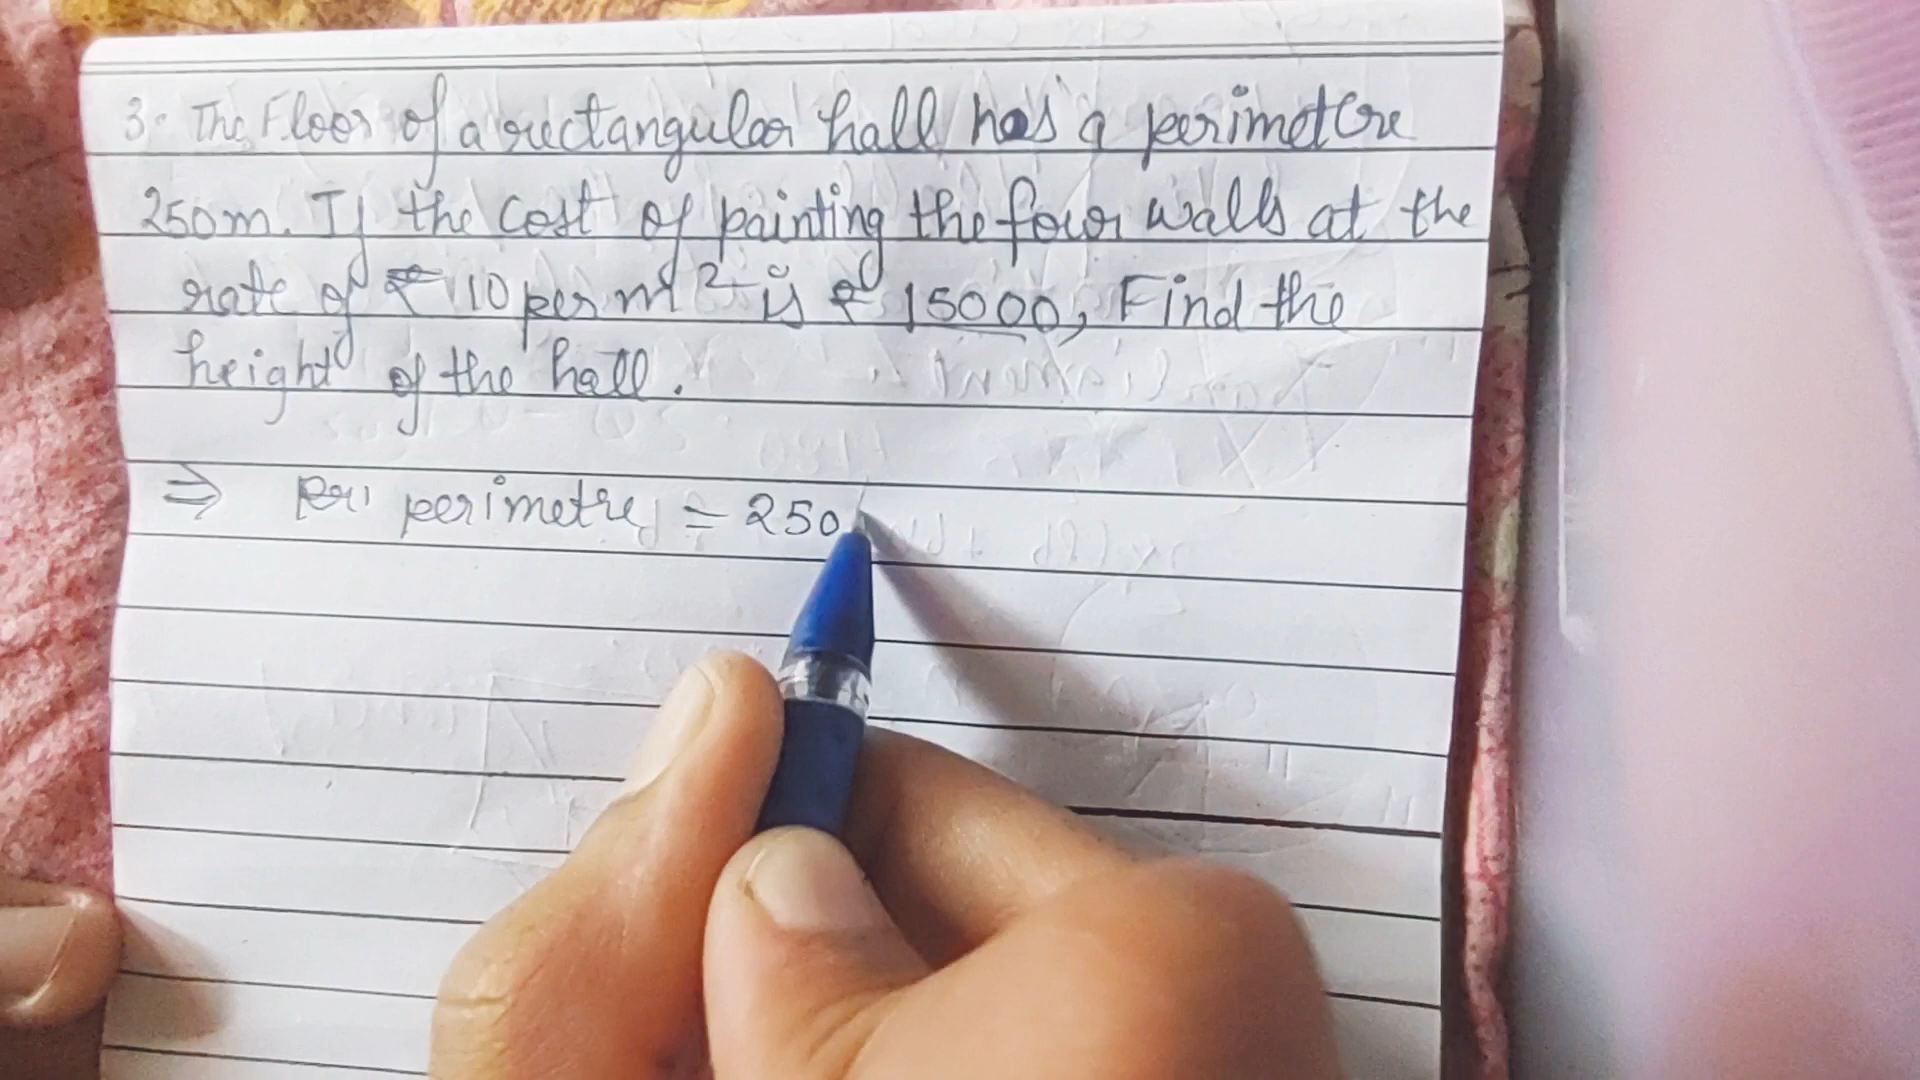 3. The Floor of a rectangular hall has a perimetre
250m. If the cost of painting the four walls at the
rate of ₹ 10 per m² is ₹ 15000, Find the
height of the hall.
⇒ Peri perimetre = 250